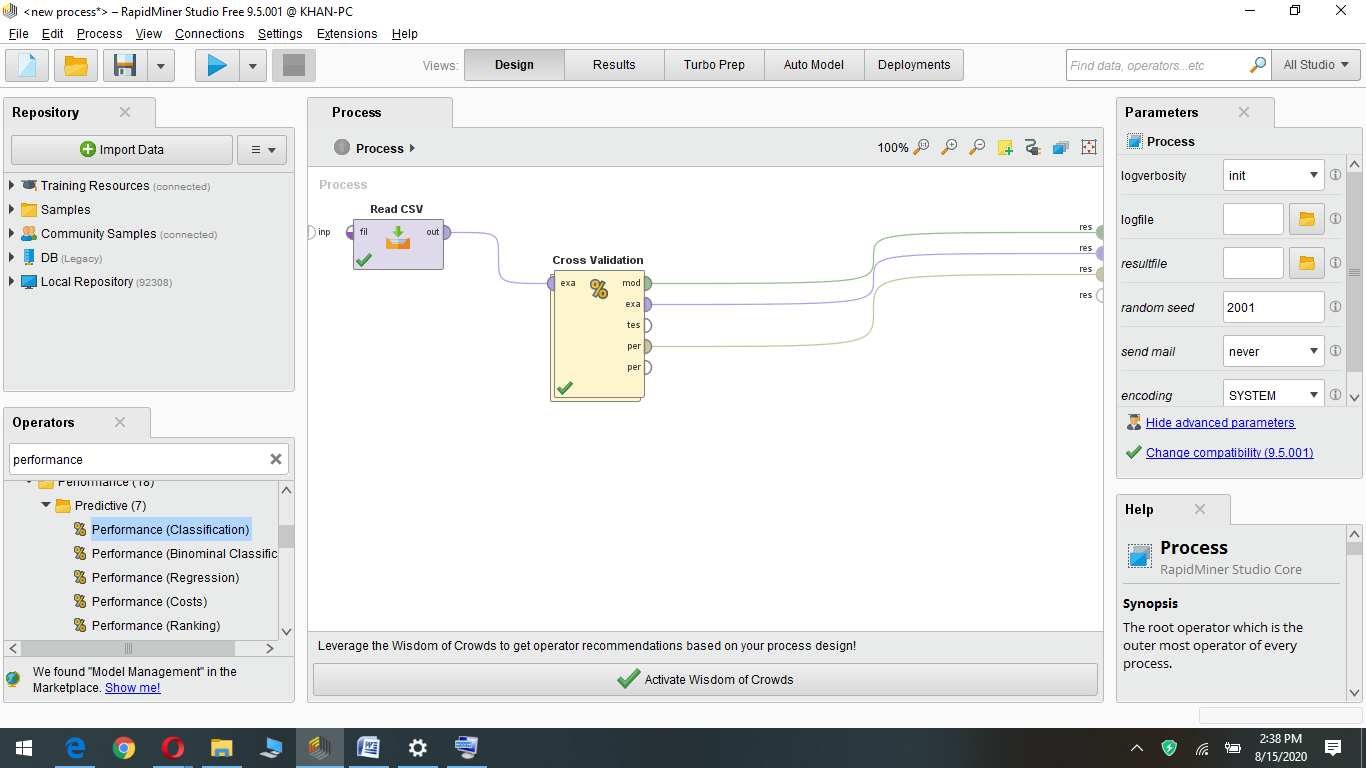 <new process*> – RapidMiner Studio Free 9.5.001 @ KHAN-PC
File Edit Process View Connections Settings Extensions Help
Views: Design Results Turbo Prep Auto Model Deployments Find data, operators...etc All Studio
Repository
Import Data
Training Resources (connected)
Samples
Community Samples (connected)
DB (Legacy)
Local Repository (92308)
Operators
performance
Performance (18)
Predictive (7)
Performance (Classification)
Performance (Binominal Classific
Performance (Regression)
Performance (Costs)
Performance (Ranking)
We found "Model Management" in the
Marketplace. Show me!
Process
Process
100%
Process
Read CSV
inp fil out
Cross Validation
exa mod
exa
tes
per
per
res
res
res
res
Leverage the Wisdom of Crowds to get operator recommendations based on your process design!
Activate Wisdom of Crowds
Parameters
Process
logverbosity init
logfile
resultfile
random seed 2001
send mail never
encoding SYSTEM
Hide advanced parameters
Change compatibility (9.5.001)
Help
Process
RapidMiner Studio Core
Synopsis
The root operator which is the
outer most operator of every
process.
2:38 PM
8/15/2020